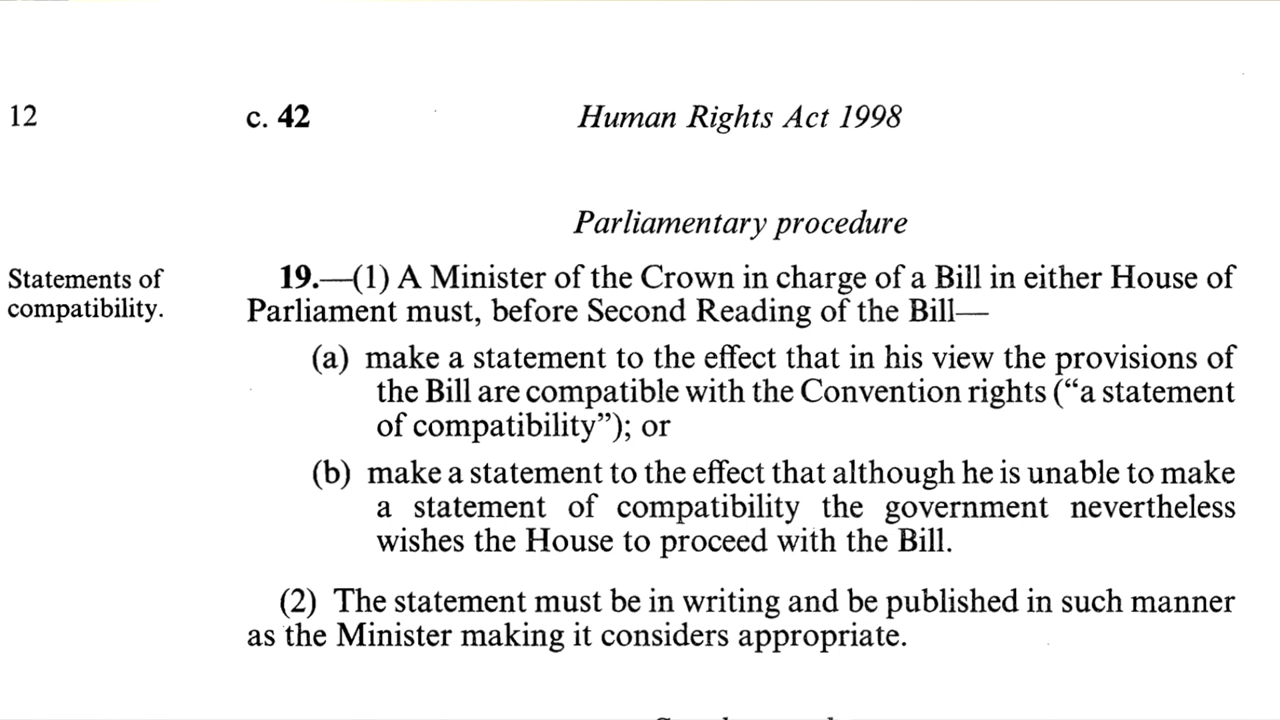 12 c. 42 Human Rights Act 1998
Parliamentary procedure
Statements of
compatibility.
19.—(1) A Minister of the Crown in charge of a Bill in either House of
Parliament must, before Second Reading of the Bill—
(a) make a statement to the effect that in his view the provisions of
the Bill are compatible with the Convention rights (“a statement
of compatibility”); or
(b) make a statement to the effect that although he is unable to make
a statement of compatibility the government nevertheless
wishes the House to proceed with the Bill.
(2) The statement must be in writing and be published in such manner
as the Minister making it considers appropriate.